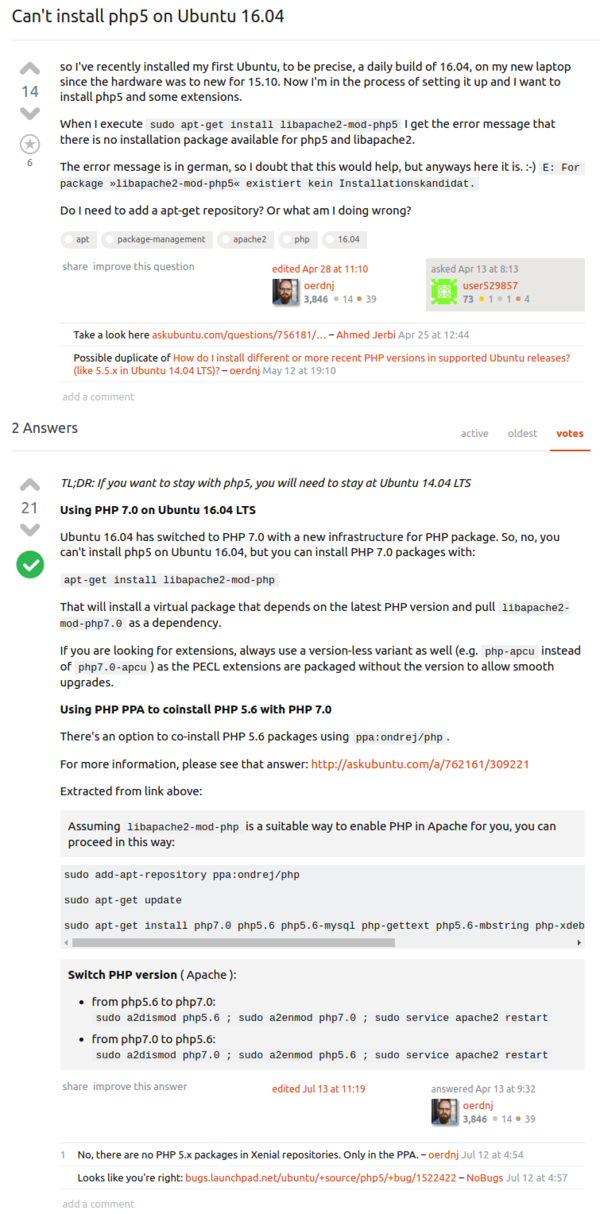 Can't install php5 on Ubuntu 16.04
so I've recently installed my first Ubuntu, to be precise, a daily build of 16.04, on my new laptop
since the hardware was to new for 15.10. Now I'm in the process of setting it up and I want to
install php5 and some extensions.
14
When I execute sudo apt-get install libapache2-mod-php5 I get the error message that
there is no installation package available for php5 and libapache2.
6
The error message is in german, so I doubt that this would help, but anyways here it is. :-) E: For
package »libapache2-mod-php5« existiert kein Installationskandidat.
Do I need to add a apt-get repository? Or what am I doing wrong?
apt package-management apache2 php 16.04
share improve this question
edited Apr 28 at 11:10
oerdnj
3,846 14 39
asked Apr 13 at 8:13
user529857
73 1 1 4
Take a look here askubuntu.com/questions/756181/… – Ahmed Jerbi Apr 25 at 12:44
Possible duplicate of How do I install different or more recent PHP versions in supported Ubuntu releases?
(like 5.5.x in Ubuntu 14.04 LTS)? – oerdnj May 12 at 19:10
add a comment
2 Answers
active oldest votes
TL;DR: If you want to stay with php5, you will need to stay at Ubuntu 14.04 LTS
21
Using PHP 7.0 on Ubuntu 16.04 LTS
Ubuntu 16.04 has switched to PHP 7.0 with a new infrastructure for PHP package. So, no, you
can't install php5 on Ubuntu 16.04, but you can install PHP 7.0 packages with:
apt-get install libapache2-mod-php
That will install a virtual package that depends on the latest PHP version and pull libapache2-
mod-php7.0 as a dependency.
If you are looking for extensions, always use a version-less variant as well (e.g. php-apcu instead
of php7.0-apcu) as the PECL extensions are packaged without the version to allow smooth
upgrades.
Using PHP PPA to coinstall PHP 5.6 with PHP 7.0
There's an option to co-install PHP 5.6 packages using ppa:ondrej/php.
For more information, please see that answer: http://askubuntu.com/a/762161/309221
Extracted from link above:
Assuming libapache2-mod-php is a suitable way to enable PHP in Apache for you, you can
proceed in this way:
sudo add-apt-repository ppa:ondrej/php
sudo apt-get update
sudo apt-get install php7.0 php5.6 php5.6-mysql php-gettext php5.6-mbstring php-xdeb
Switch PHP version ( Apache ):
• from php5.6 to php7.0:
sudo a2dismod php5.6 ; sudo a2enmod php7.0 ; sudo service apache2 restart
• from php7.0 to php5.6:
sudo a2dismod php7.0 ; sudo a2enmod php5.6 ; sudo service apache2 restart
share improve this answer
edited Jul 13 at 11:19
answered Apr 13 at 9:32
oerdnj
3,846 14 39
1 No, there are no PHP 5.x packages in Xenial repositories. Only in the PPA. – oerdnj Jul 12 at 4:54
Looks like you're right: bugs.launchpad.net/ubuntu/+source/php5/+bug/1522422 – NoBugs Jul 12 at 4:57
add a comment